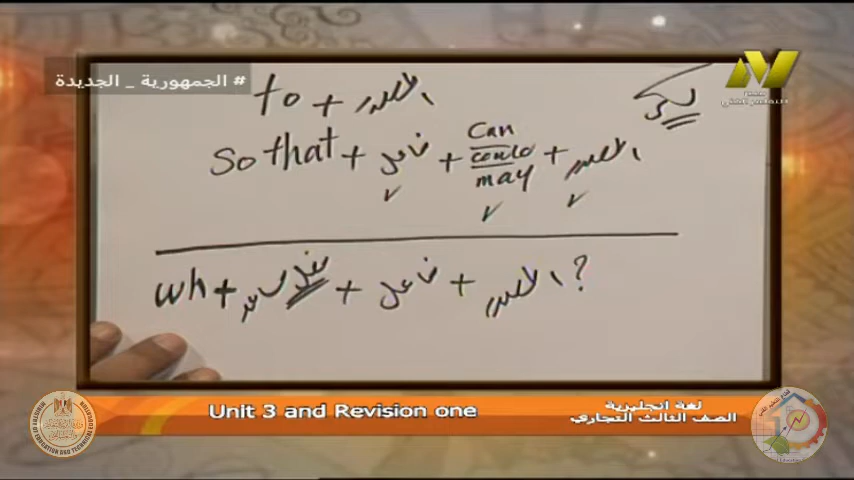 # الجمهورية _ الجديدة
لكى
to + المصدر
so that + فاعل + can could may + المصدر
wh + فعل مساعد + فاعل + المصدر ?
Unit 3 and Revision one
لغة انجليزية
الصف الثالث التجاري